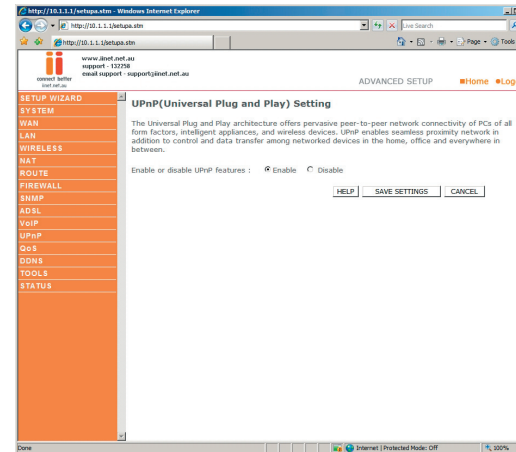 http://10.1.1.1/setupa.stm - Windows Internet Explorer
http://10.1.1.1/setupa.stm
Live Search
http://10.1.1.1/setupa.stm
Page
Tools
www.iinet.net.au
support - 132258
email support - support@iinet.net.au
connect better
iinet.net.au
ADVANCED SETUP
Home
Log
SETUP WIZARD
SYSTEM
WAN
LAN
WIRELESS
NAT
ROUTE
FIREWALL
SNMP
ADSL
VoIP
UPnP
QoS
DDNS
TOOLS
STATUS
UPnP(Universal Plug and Play) Setting
The Universal Plug and Play architecture offers pervasive peer-to-peer network connectivity of PCs of all
form factors, intelligent appliances, and wireless devices. UPnP enables seamless proximity network in
addition to control and data transfer among networked devices in the home, office and everywhere in
between.
Enable or disable UPnP features : Enable Disable
HELP SAVE SETTINGS CANCEL
Done
Internet | Protected Mode: Off
100%